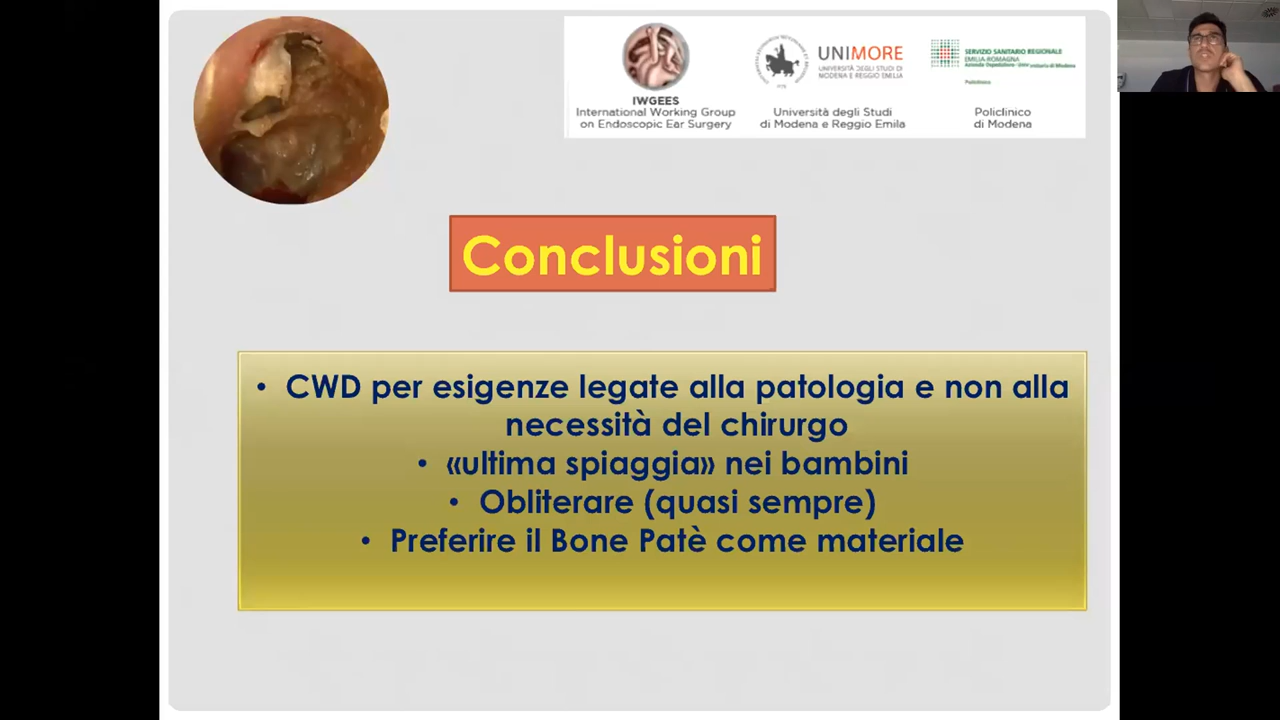 IWGEES
International Working Group
on Endoscopic Ear Surgery
UNIMORE
UNIVERSITÀ DEGLI STUDI DI
MODENA E REGGIO EMILIA
Università degli Studi
di Modena e Reggio Emila
SERVIZIO SANITARIO REGIONALE
EMILIA-ROMAGNA
Policlinico
Policlinico
di Modena
Conclusioni
• CWD per esigenze legate alla patologia e non alla
necessità del chirurgo
• «ultima spiaggia» nei bambini
• Obliterare (quasi sempre)
• Preferire il Bone Patè come materiale